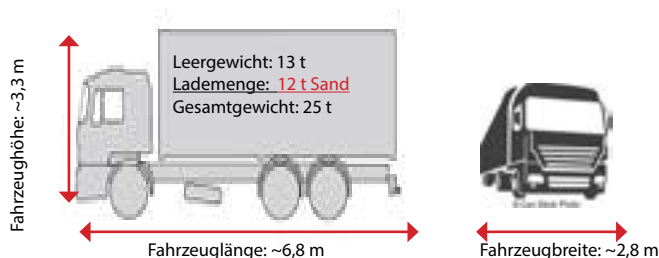 Fahrzeughöhe: ~3,3 m
Leergewicht: 13 t
Lademenge: 12 t Sand
Gesamtgewicht: 25 t
Fahrzeuglänge: ~6,8 m
Fahrzeugbreite: ~2,8 m